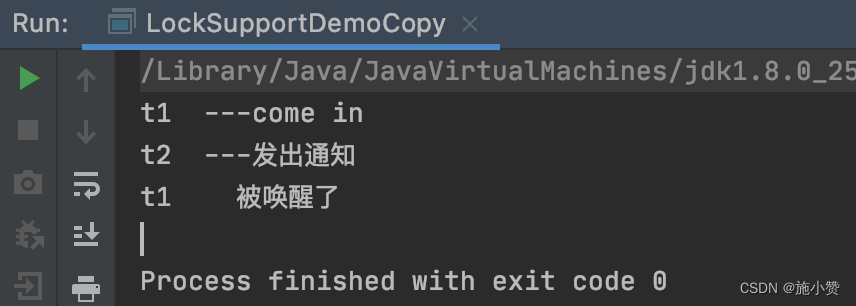 Run: LockSupportDemoCopy
/Library/Java/JavaVirtualMachines/jdk1.8.0_25
t1 ---come in
t2 ---发出通知
t1 被唤醒了
Process finished with exit code 0
CSDN @施小赞